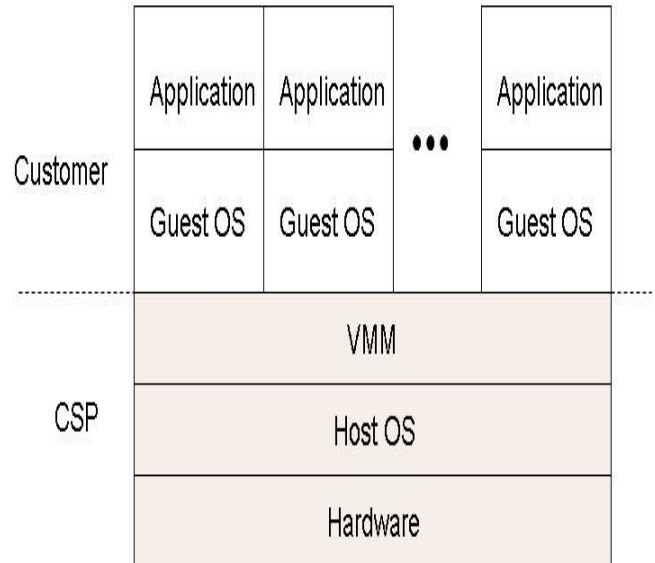 Application Application Application
•••
Customer
Guest OS Guest OS Guest OS
VMM
CSP
Host OS
Hardware